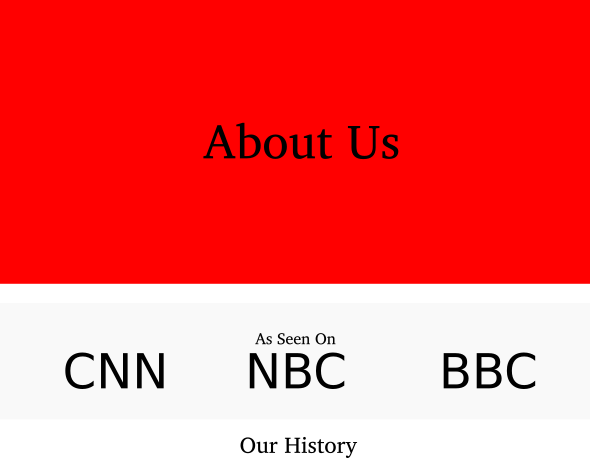 About Us
As Seen On
CNN NBC BBC
Our History